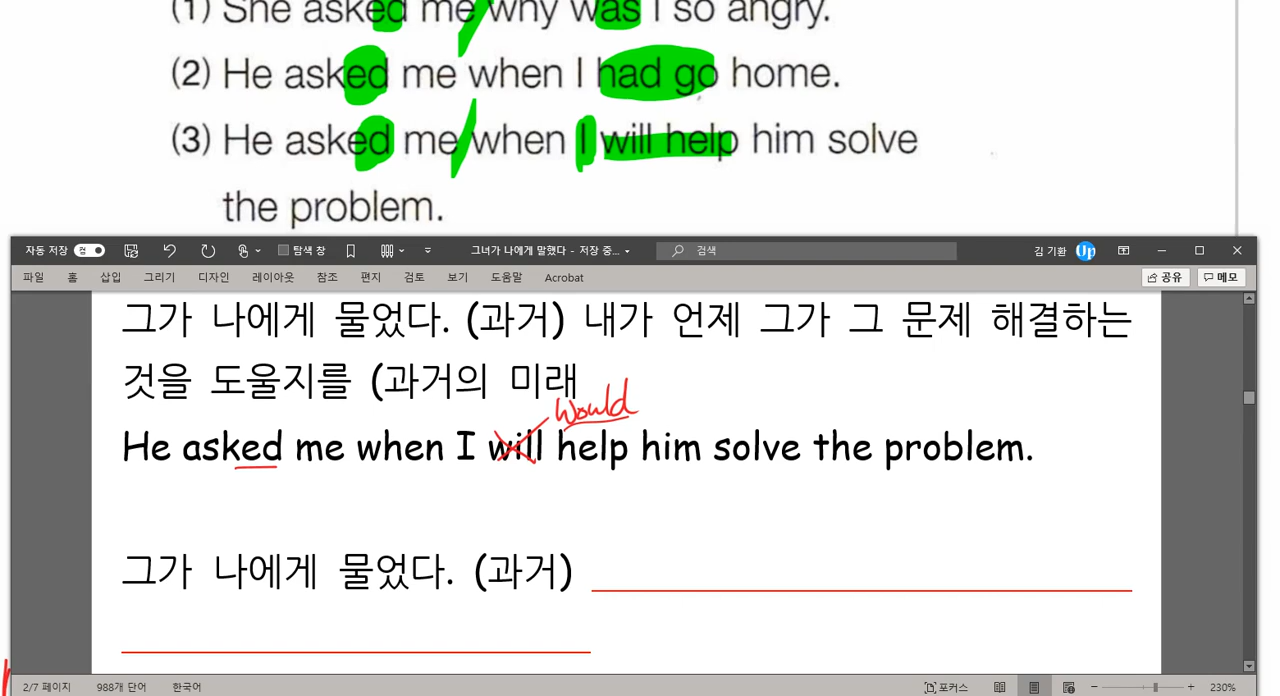 (1) She asked me why was I so angry.
(2) He asked me when I had go home.
(3) He asked me when I will help him solve
the problem.
자동 저장 컴 탐색 창 그녀가 나에게 말했다 - 저장 중... 검색 김 기환 Up
파일 홈 삽입 그리기 디자인 레이아웃 참조 편지 검토 보기 도움말 Acrobat 공유 메모
그가 나에게 물었다. (과거) 내가 언제 그가 그 문제 해결하는
것을 도울지를 (과거의 미래
would
He asked me when I will help him solve the problem.
그가 나에게 물었다. (과거)
2/7 페이지 988개 단어 한국어 포커스 230%